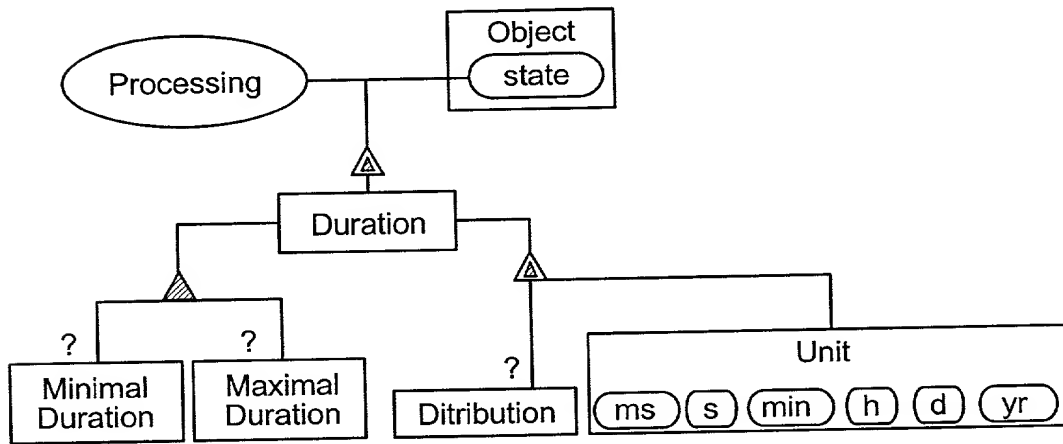 Object
Processing
state
Duration
?
Minimal
Duration
?
Maximal
Duration
?
Ditribution
Unit
ms s min h d yr